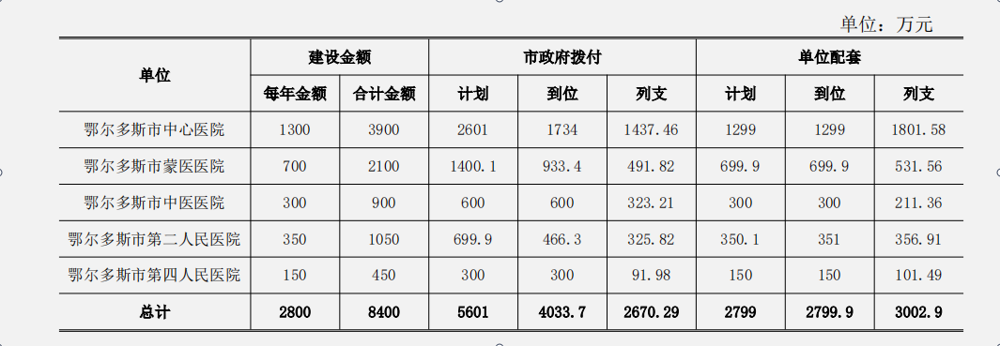 单位：万元
单位 建设金额 市政府拨付 单位配套
每年金额 合计金额 计划 到位 列支 计划 到位 列支
鄂尔多斯市中心医院 1300 3900 2601 1734 1437.46 1299 1299 1801.58
鄂尔多斯市蒙医医院 700 2100 1400.1 933.4 491.82 699.9 699.9 531.56
鄂尔多斯市中医医院 300 900 600 600 323.21 300 300 211.36
鄂尔多斯市第二人民医院 350 1050 699.9 466.3 325.82 350.1 351 356.91
鄂尔多斯市第四人民医院 150 450 300 300 91.98 150 150 101.49
总计 2800 8400 5601 4033.7 2670.29 2799 2799.9 3002.9